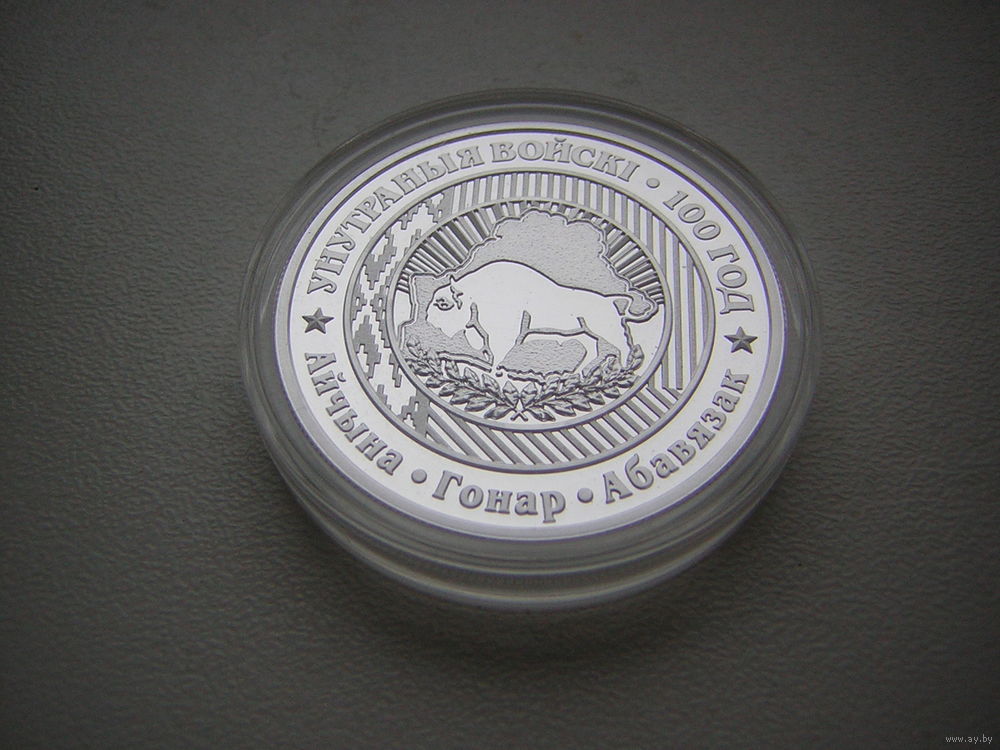 УНУТРАНЫЯ ВОЙСКІ • 100 ГОД
Айчына • Гонар • Абавязак
www.ay.by